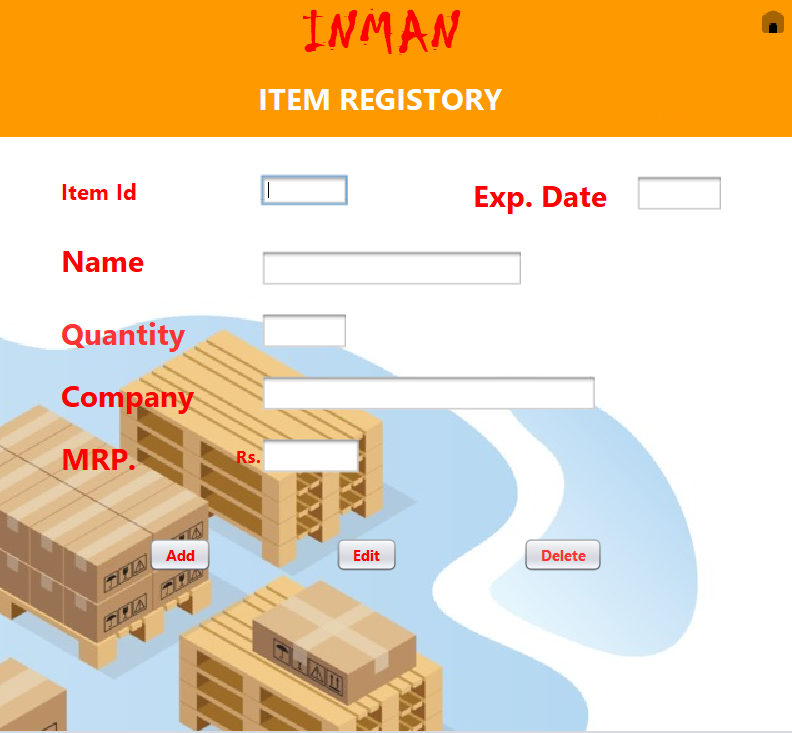 INMAN
ITEM REGISTORY
Item Id
Exp. Date
Name
Quantity
Company
MRP.
Rs.
Add
Edit
Delete